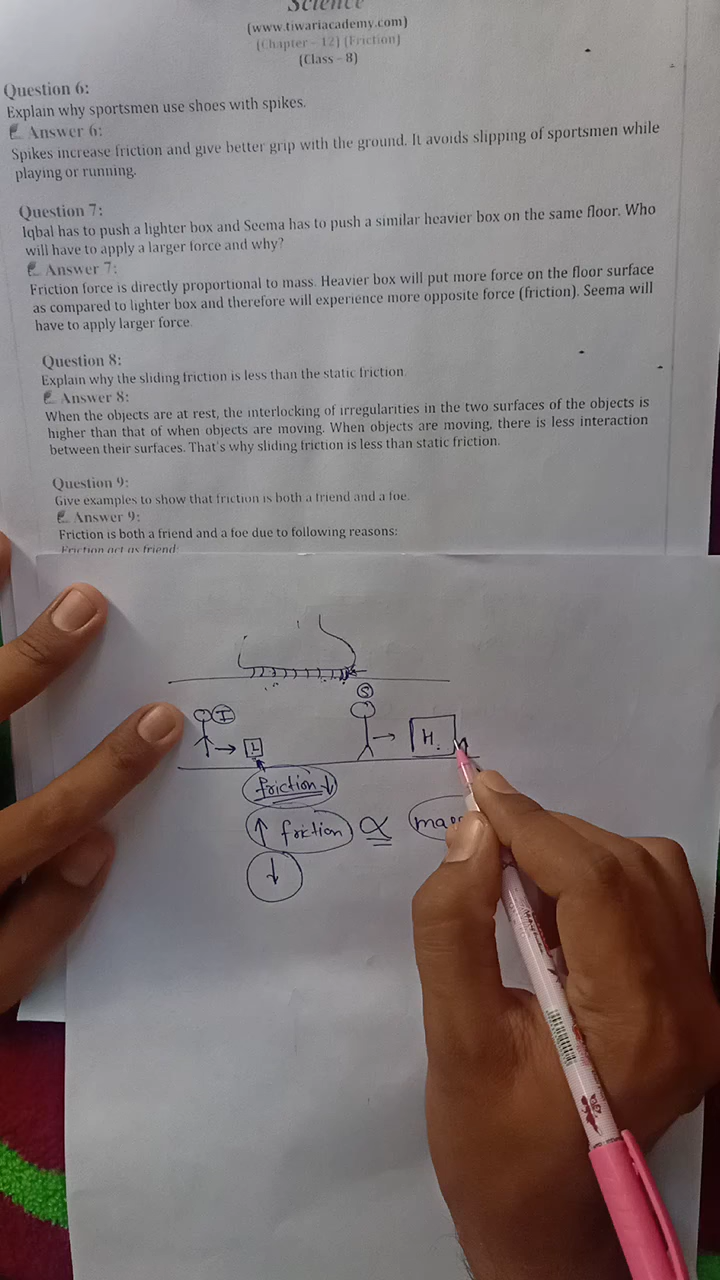 Science
(www.tiwariacademy.com)
(Chapter – 12) (Friction)
(Class – 8)
Question 6:
Explain why sportsmen use shoes with spikes.
Answer 6:
Spikes increase friction and give better grip with the ground. It avoids slipping of sportsmen while
playing or running.
Question 7:
Iqbal has to push a lighter box and Seema has to push a similar heavier box on the same floor. Who
will have to apply a larger force and why?
Answer 7:
Friction force is directly proportional to mass. Heavier box will put more force on the floor surface
as compared to lighter box and therefore will experience more opposite force (friction). Seema will
have to apply larger force
Question 8:
Explain why the sliding friction is less than the static friction
Answer 8:
When the objects are at rest, the interlocking of irregularities in the two surfaces of the objects is
higher than that of when objects are moving. When objects are moving, there is less interaction
between their surfaces. That's why sliding friction is less than static friction.
Question 9:
Give examples to show that friction is both a friend and a foe.
Answer 9:
Friction is both a friend and a foe due to following reasons:
Friction act as friend:
S
I
L
H.
friction ↓
↑ friction ∝
↓